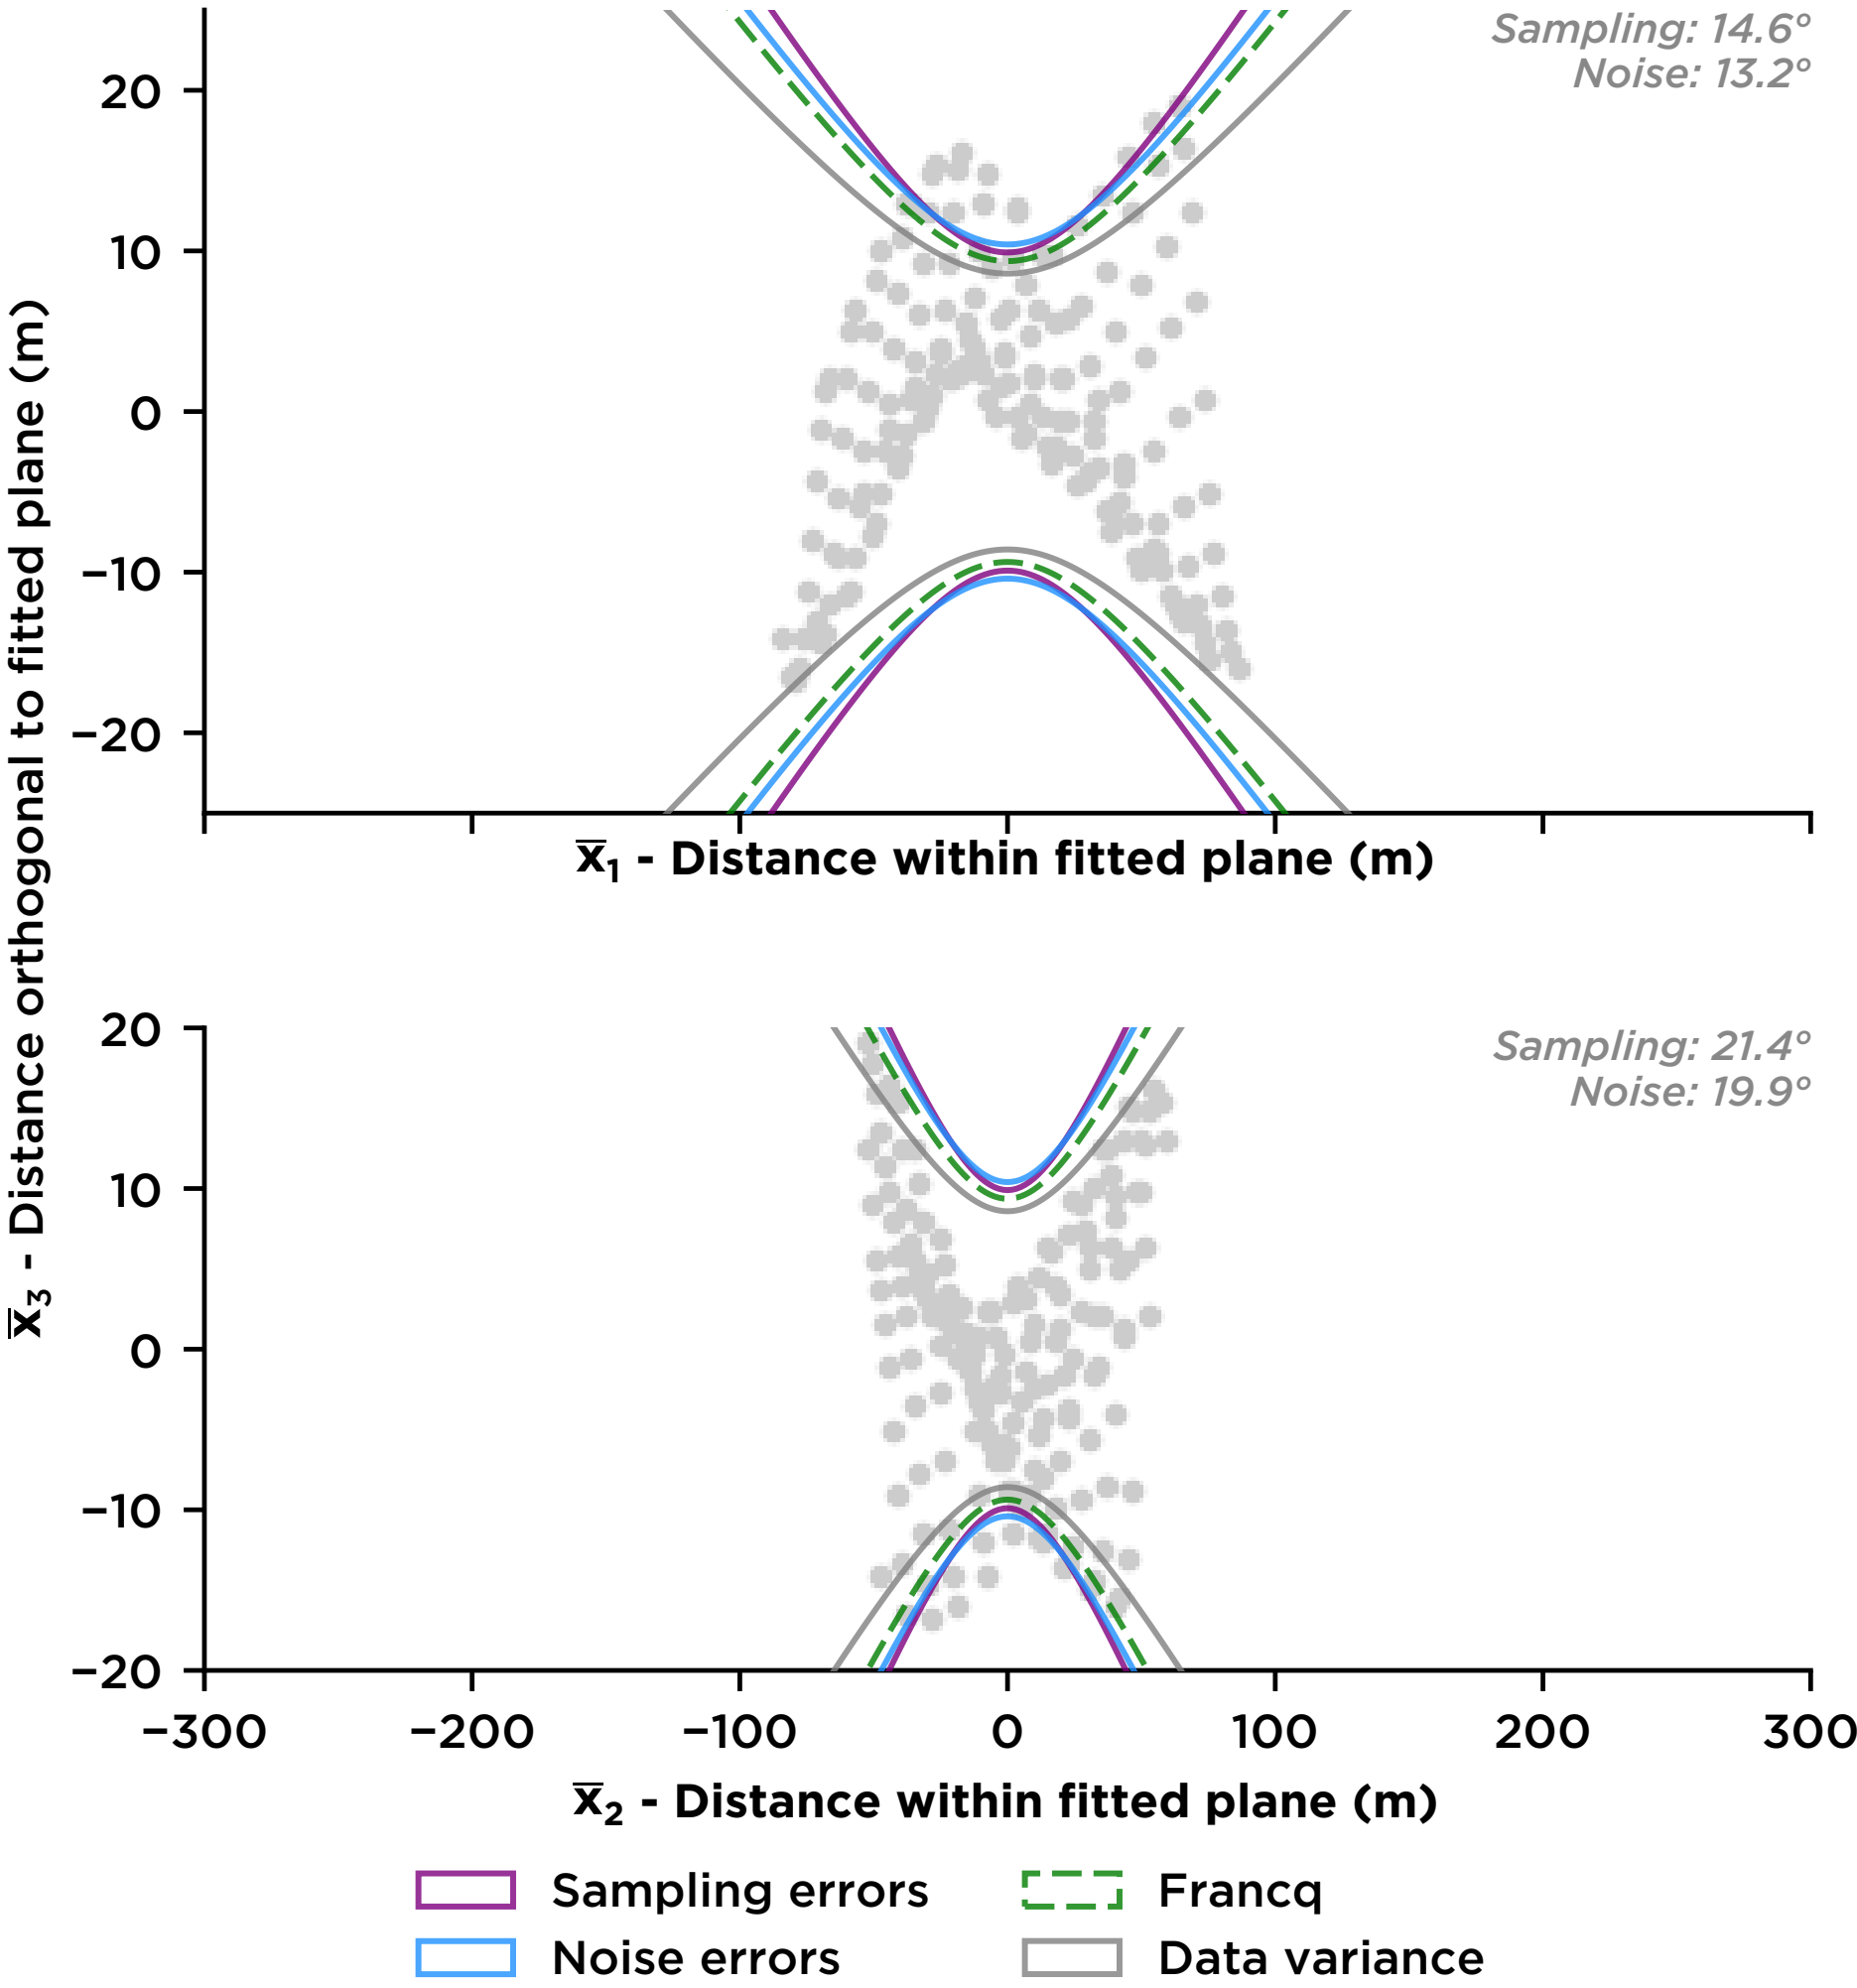 Sampling: 14.6°
Noise: 13.2°
20
10
0
−10
−20
x̅₁ - Distance within fitted plane (m)
x̅₃ - Distance orthogonal to fitted plane (m)
Sampling: 21.4°
Noise: 19.9°
20
10
0
−10
−20
−300 −200 −100 0 100 200 300
x̅₂ - Distance within fitted plane (m)
Sampling errors Francq
Noise errors Data variance